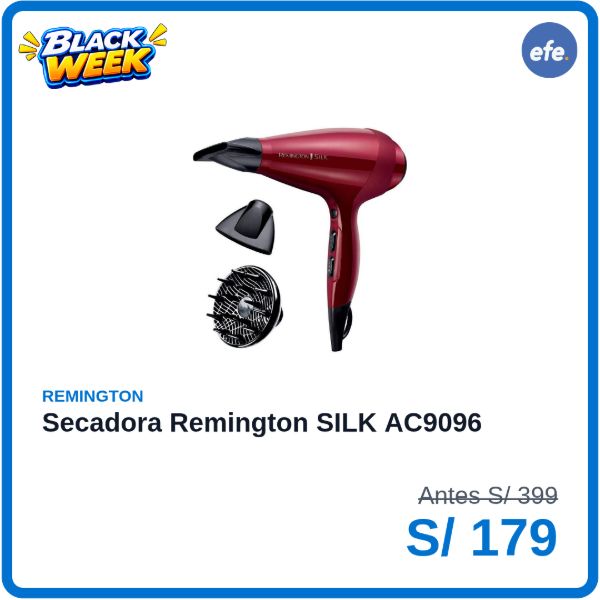 BLACK
WEEK
efe.
REMINGTON SILK
REMINGTON
Secadora Remington SILK AC9096
Antes S/ 399
S/ 179